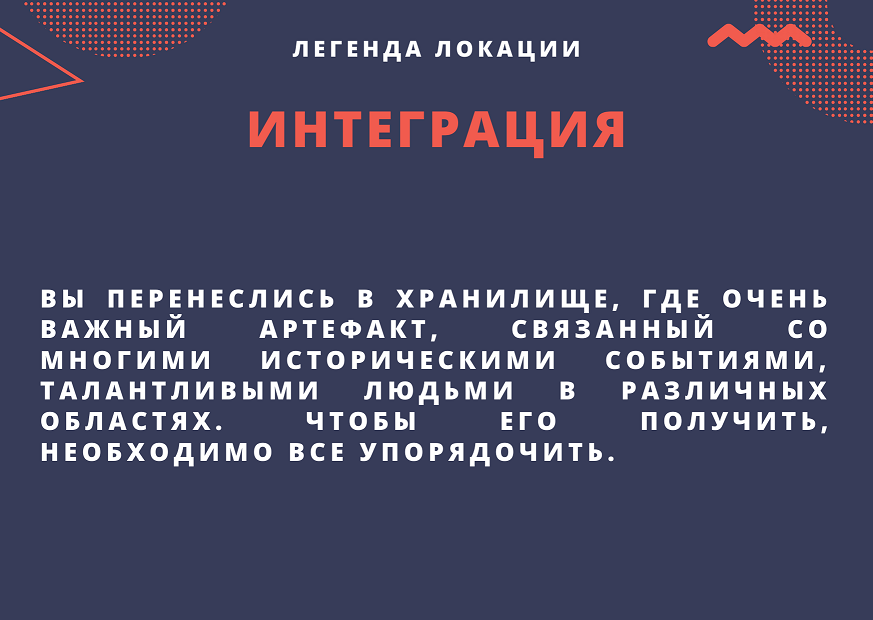 ЛЕГЕНДА ЛОКАЦИИ
ИНТЕГРАЦИЯ
ВЫ ПЕРЕНЕСЛИСЬ В ХРАНИЛИЩЕ, ГДЕ ОЧЕНЬ
ВАЖНЫЙ АРТЕФАКТ, СВЯЗАННЫЙ СО
МНОГИМИ ИСТОРИЧЕСКИМИ СОБЫТИЯМИ,
ТАЛАНТЛИВЫМИ ЛЮДЬМИ В РАЗЛИЧНЫХ
ОБЛАСТЯХ. ЧТОБЫ ЕГО ПОЛУЧИТЬ,
НЕОБХОДИМО ВСЕ УПОРЯДОЧИТЬ.